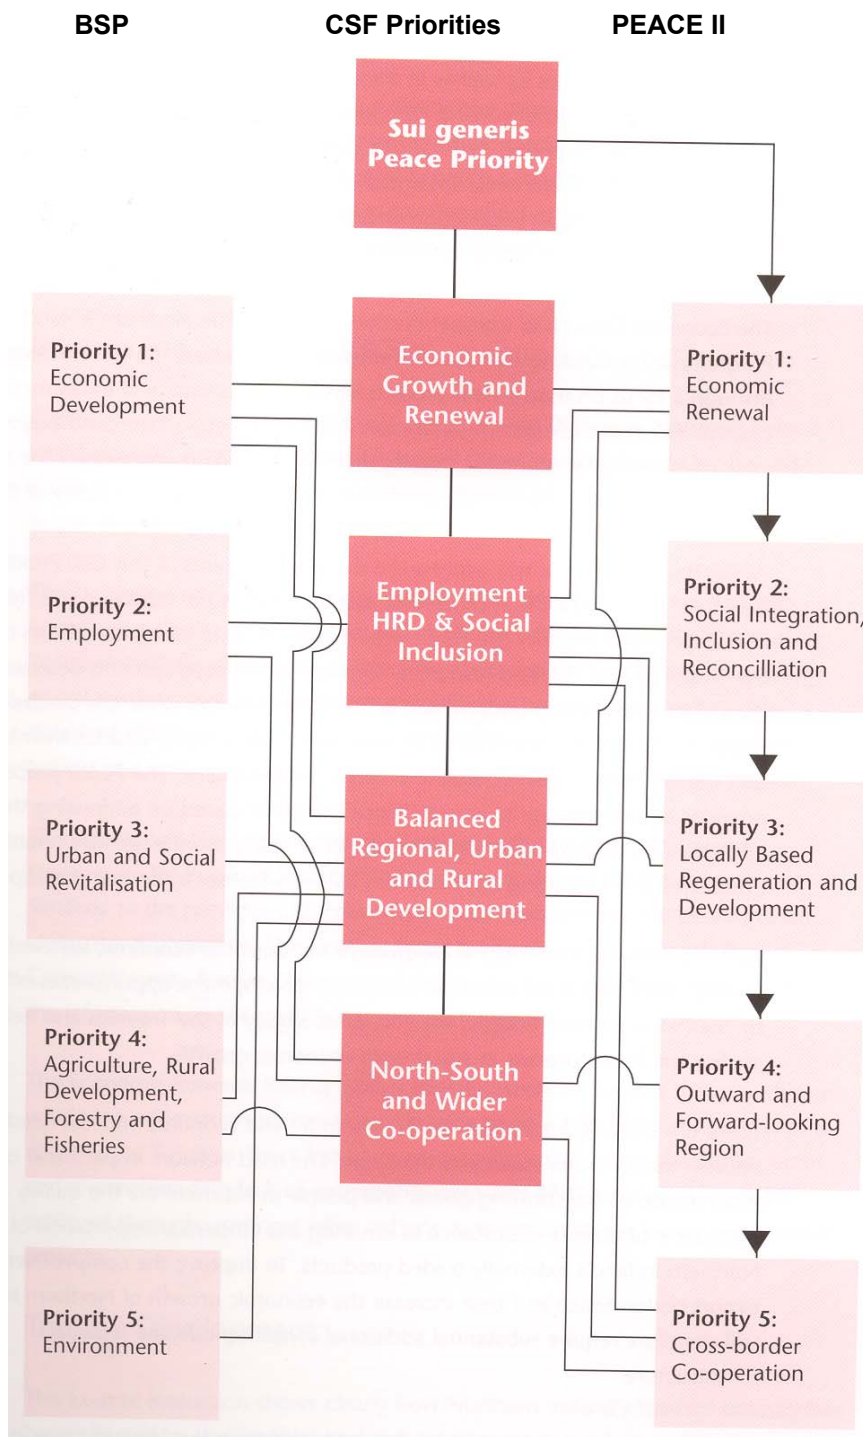 BSP
CSF Priorities
PEACE II
Sui generis
Peace Priority
Priority 1:
Economic
Development
Economic
Growth and
Renewal
Priority 1:
Economic
Renewal
Priority 2:
Employment
Employment
HRD & Social
Inclusion
Priority 2:
Social Integration,
Inclusion and
Reconcilliation
Priority 3:
Urban and Social
Revitalisation
Balanced
Regional, Urban
and Rural
Development
Priority 3:
Locally Based
Regeneration and
Development
Priority 4:
Agriculture, Rural
Development,
Forestry and
Fisheries
North-South
and Wider
Co-operation
Priority 4:
Outward and
Forward-looking
Region
Priority 5:
Environment
Priority 5:
Cross-border
Co-operation